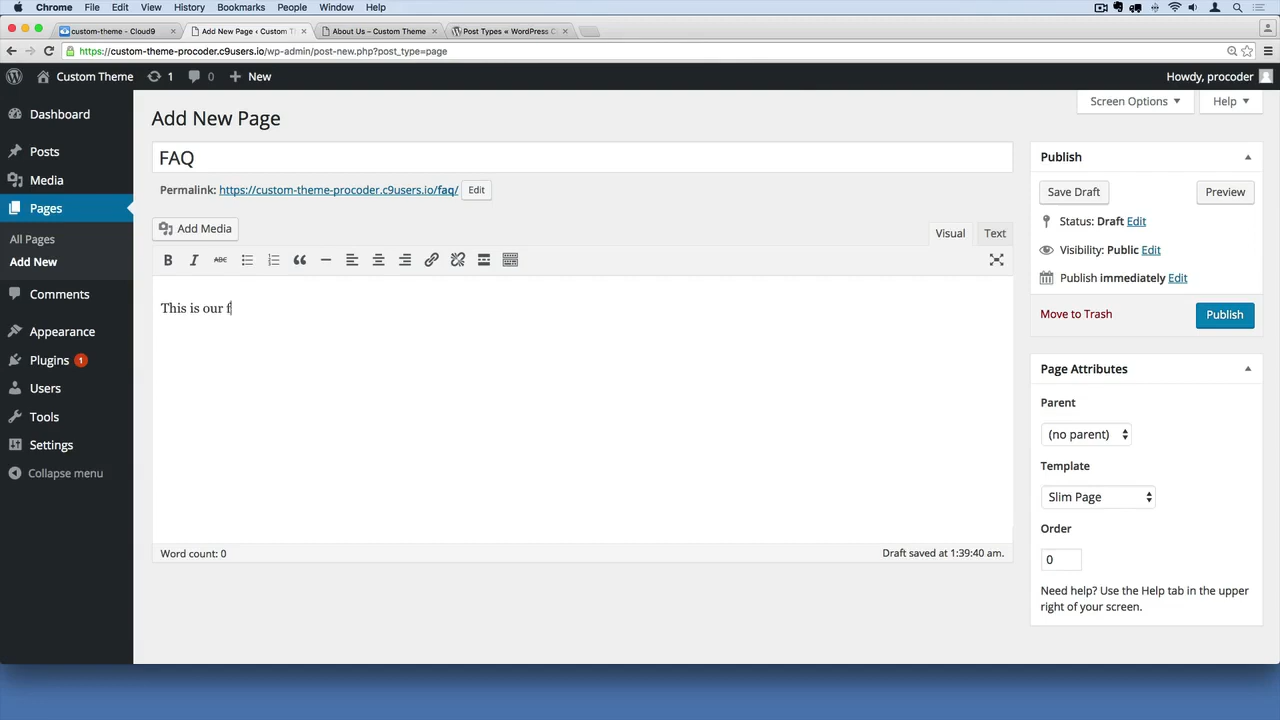 Chrome File Edit View History Bookmarks People Window Help
custom-theme - Cloud9
Add New Page ‹ Custom T
About Us – Custom Theme
Post Types « WordPress C
https://custom-theme-procoder.c9users.io/wp-admin/post-new.php?post_type=page
Custom Theme 1 0 New Howdy, procoder
Screen Options Help
Dashboard
Posts
Media
Pages
All Pages
Add New
Comments
Appearance
Plugins 1
Users
Tools
Settings
Collapse menu
Add New Page
FAQ
Permalink: https://custom-theme-procoder.c9users.io/faq/ Edit
Add Media
Visual Text
B I ABC
This is our f
Word count: 0 Draft saved at 1:39:40 am.
Publish
Save Draft Preview
Status: Draft Edit
Visibility: Public Edit
Publish immediately Edit
Move to Trash Publish
Page Attributes
Parent
(no parent)
Template
Slim Page
Order
0
Need help? Use the Help tab in the upper
right of your screen.